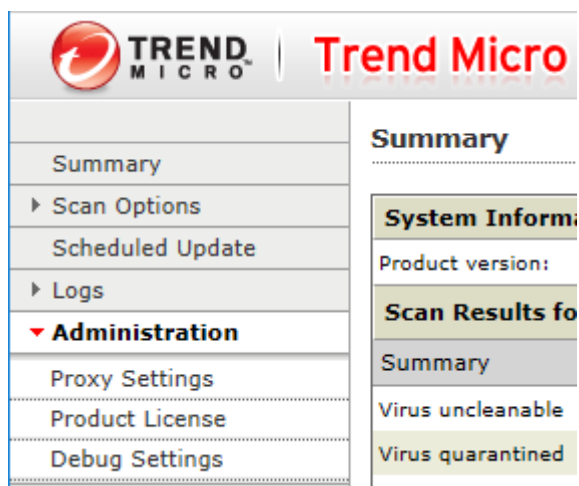 TREND MICRO™
Trend Micro
Summary
Scan Options
Scheduled Update
Logs
Administration
Proxy Settings
Product License
Debug Settings
Summary
System Informa
Product version:
Scan Results fo
Summary
Virus uncleanable
Virus quarantined